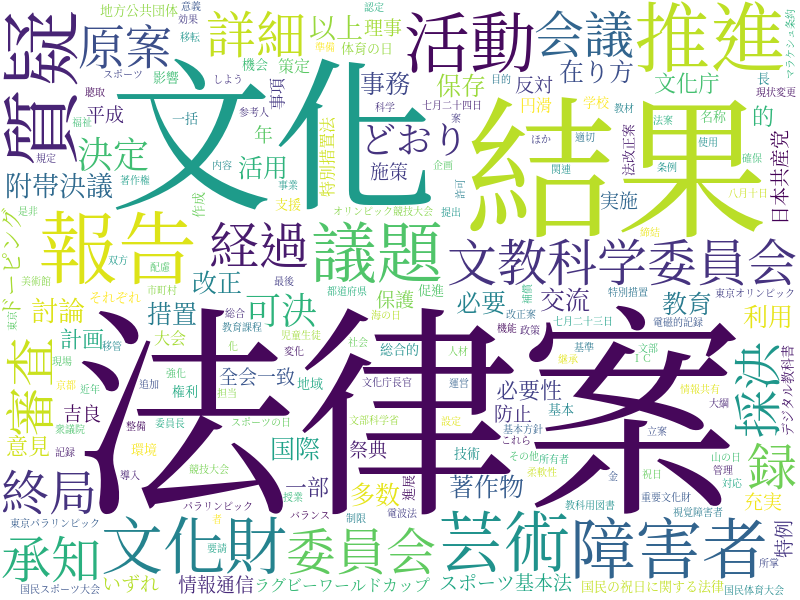 地方公共団体
意義
効果
認定
原案
移転
詳細
以上
理事
準備
体育の日
活動
会議
推進
マラケシュ条約
質疑
スポーツ
しよう
機会
策定
事項
影響
聴取
平成
文化
事務
保存
在り方
反対
文化庁
長
現状変更
目的
科学
七月二十四日
円滑
学校
教材
名称
的
案
参考人
一括
福祉
年
特別措置法
どおり
結果
ほか
適切
法案
使用
法改正案
日本共産党
決定
活用
施策
規定
内容
著作権
附帯決議
作成
事業
支援
企画
許可
関連
条例
確保
実施
八月十日
オリンピック競技大会
提出
是非
双方
配慮
報告
経過
議題
文教科学委員会
ドーピング
美術館
市町村
最後
東京
それぞれ
改正
都道府県
保護
促進
必要
交流
教育
特別措置
東京オリンピック
討論
措置
可決
海の日
改正案
補償
七月二十三日
電磁的記録
利用
計画
大会
総合
教育課程
児童生徒
機能
政策
審査
現場
移管
化
変化
社会
総合的
人材
基準
文部
継承
ＩＣ
採決
デジタル教科書
京都
強化
権利
全会一致
地域
文化庁長官
運営
必要性
情報共有
大綱
近年
追加
担当
吉良
委員長
スポーツの日
文部科学省
設定
防止
基本
意見
衆議院
整備
国際
祭典
基本方針
これら
立案
法律案
記録
環境
技術
その他
所有者
山の日
管理
録
終局
導入
競技大会
柔軟性
金
祝日
対応
パラリンピック
授業
一部
多数
進展
著作物
重要文化財
充実
東京パラリンピック
者
バランス
制限
電波法
教科用図書
視覚障害者
特例
承知
文化財
要請
委員会
芸術
障害者
所掌
国民スポーツ大会
いずれ
情報通信
ラグビーワールドカップ
スポーツ基本法
国民の祝日に関する法律
国民体育大会